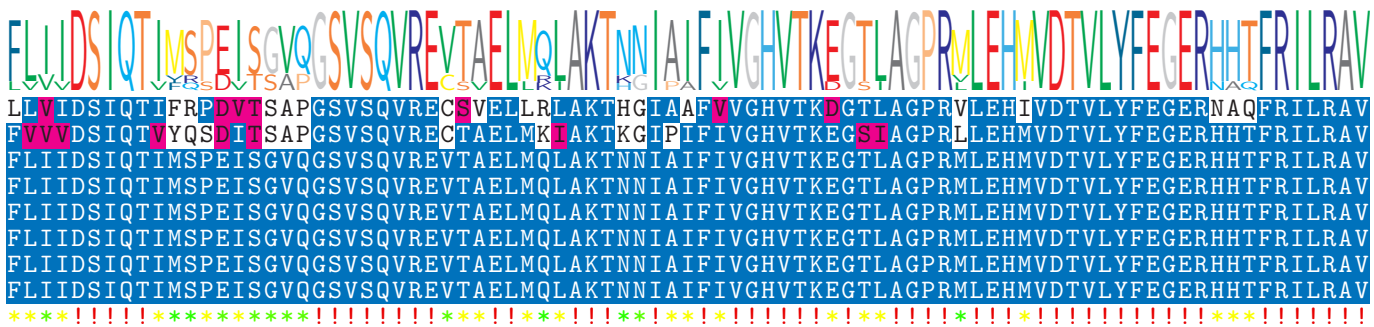 FLIIDSIQTIMSPEISGVQGSVSQVREVTAELMQLAKTNNIAIFIVGHVTKEGTLAGPRMLEHMVDTVLYFEGERHHTFRILRAV
LLVIDSIQTIFRPDVTSAPGSVSQVRECSVELLRLAKTHGIAAFVVGHVTKDGTLAGPRVLEHIVDTVLYFEGERNAQFRILRAV
FVVVDSIQTVYQSDITSAPGSVSQVRECTAELMKIAKTKGIPIFIVGHVTKEGSIAGPRLLEHMVDTVLYFEGERHHTFRILRAV
FLIIDSIQTIMSPEISGVQGSVSQVREVTAELMQLAKTNNIAIFIVGHVTKEGTLAGPRMLEHMVDTVLYFEGERHHTFRILRAV
FLIIDSIQTIMSPEISGVQGSVSQVREVTAELMQLAKTNNIAIFIVGHVTKEGTLAGPRMLEHMVDTVLYFEGERHHTFRILRAV
FLIIDSIQTIMSPEISGVQGSVSQVREVTAELMQLAKTNNIAIFIVGHVTKEGTLAGPRMLEHMVDTVLYFEGERHHTFRILRAV
FLIIDSIQTIMSPEISGVQGSVSQVREVTAELMQLAKTNNIAIFIVGHVTKEGTLAGPRMLEHMVDTVLYFEGERHHTFRILRAV
FLIIDSIQTIMSPEISGVQGSVSQVREVTAELMQLAKTNNIAIFIVGHVTKEGTLAGPRMLEHMVDTVLYFEGERHHTFRILRAV
FLIIDSIQTIMSPEISGVQGSVSQVREVTAELMQLAKTNNIAIFIVGHVTKEGTLAGPRMLEHMVDTVLYFEGERHHTFRILRAV
****!!!!!**********!!!!!!!!***!!***!!!**!**!*!!!!!!*!**!!!!*!!!*!!!!!!!!!!!***!!!!!!!